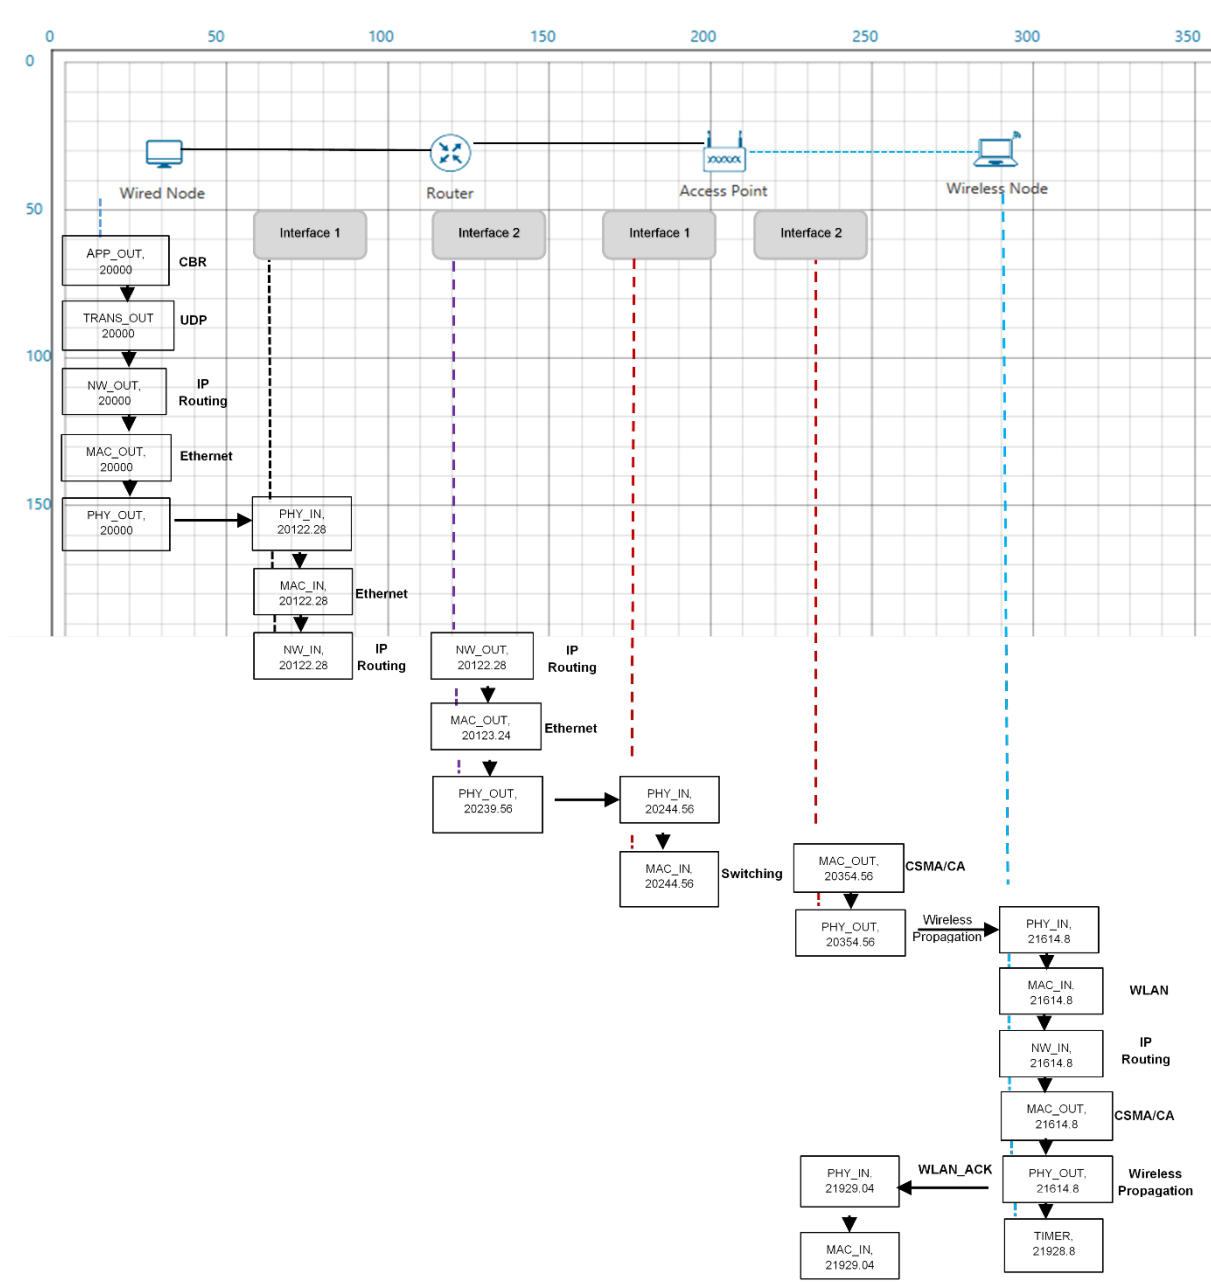 0 50 100 150 200 250 300 350
0
Wired Node
Router
Access Point
Wireless Node
50
Interface 1
Interface 2
Interface 1
Interface 2
APP_OUT,
20000
CBR
TRANS_OUT
20000
UDP
100
NW_OUT,
20000
IP
Routing
MAC_OUT,
20000
Ethernet
150
PHY_OUT,
20000
PHY_IN,
20122.28
MAC_IN,
20122.28
Ethernet
NW_IN,
20122.28
IP
Routing
NW_OUT,
20122.28
IP
Routing
MAC_OUT,
20123.24
Ethernet
PHY_OUT,
20239.56
PHY_IN,
20244.56
MAC_IN,
20244.56
Switching
MAC_OUT,
20354.56
CSMA/CA
PHY_OUT,
20354.56
Wireless
Propagation
PHY_IN,
21614.8
MAC_IN,
21614.8
WLAN
NW_IN,
21614.8
IP
Routing
MAC_OUT,
21614.8
CSMA/CA
PHY_OUT,
21614.8
Wireless
Propagation
WLAN_ACK
PHY_IN,
21929.04
TIMER,
21928.8
MAC_IN,
21929.04